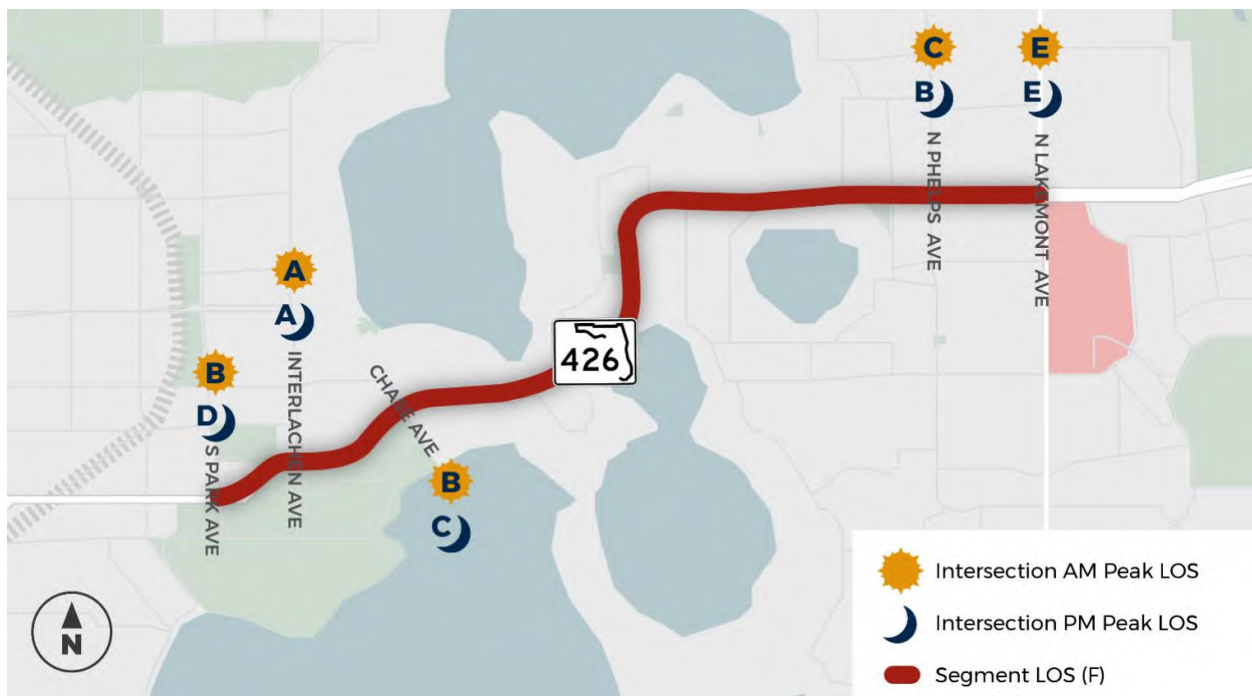 C
E
B
E
N PHELPS AVE
N LAKEMONT AVE
A
A
INTERLACHEN AVE
B
D
S PARK AVE
CHASE AVE
B
C
426
N
Intersection AM Peak LOS
Intersection PM Peak LOS
Segment LOS (F)